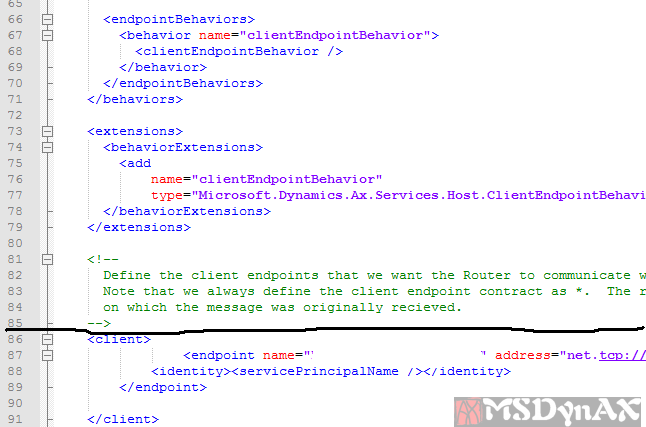 65
66 <endpointBehaviors>
67 <behavior name="clientEndpointBehavior">
68 <clientEndpointBehavior />
69 </behavior>
70 </endpointBehaviors>
71 </behaviors>
72
73 <extensions>
74 <behaviorExtensions>
75 <add
76 name="clientEndpointBehavior"
77 type="Microsoft.Dynamics.Ax.Services.Host.ClientEndpointBehavi
78 </behaviorExtensions>
79 </extensions>
80
81 <!--
82 Define the client endpoints that we want the Router to communicate w
83 Note that we always define the client endpoint contract as *.  The r
84 on which the message was originally recieved.
85 -->
86 <client>
87 <endpoint name="' ' address="net.tcp://
88 <identity><servicePrincipalName /></identity>
89 </endpoint>
90
91 </client>
MSDynAX